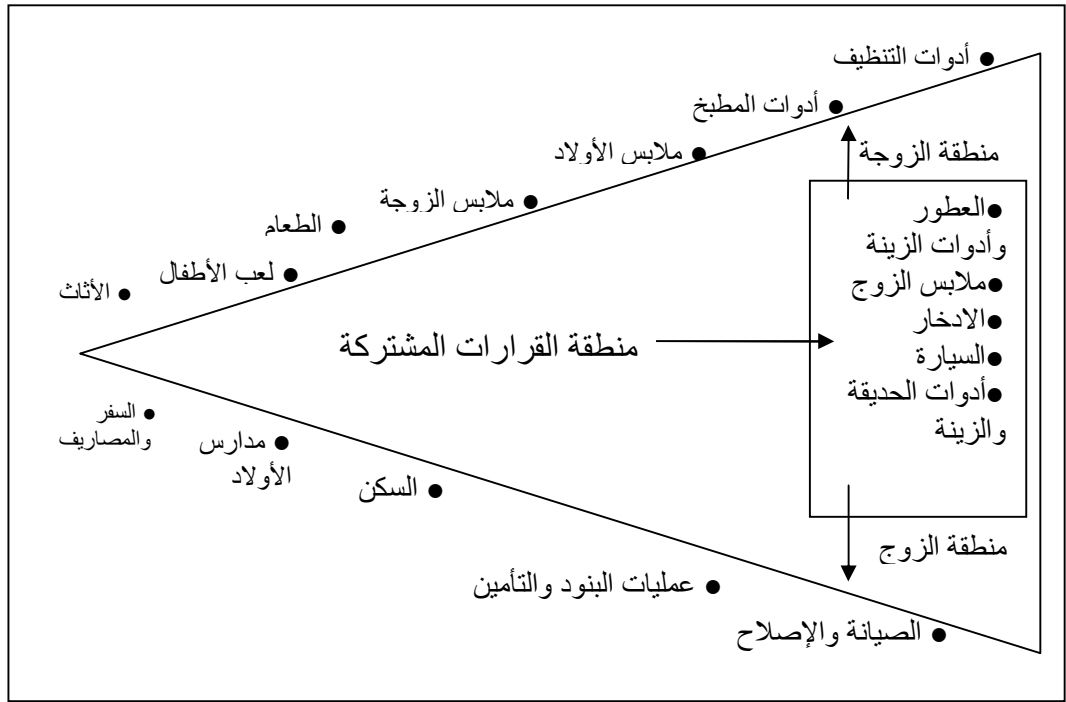 ● أدوات التنظيف
● أدوات المطبخ
● ملابس الأولاد
● ملابس الزوجة
● الطعام
● لعب الأطفال
● الأثاث
منطقة الزوجة
●العطور
وأدوات الزينة
●ملابس الزوج
●الادخار
●السيارة
●أدوات الحديقة
والزينة
منطقة القرارات المشتركة
منطقة الزوج
● السفر
والمصاريف
● مدارس
الأولاد
● السكن
● عمليات البنود والتأمين
● الصيانة والإصلاح